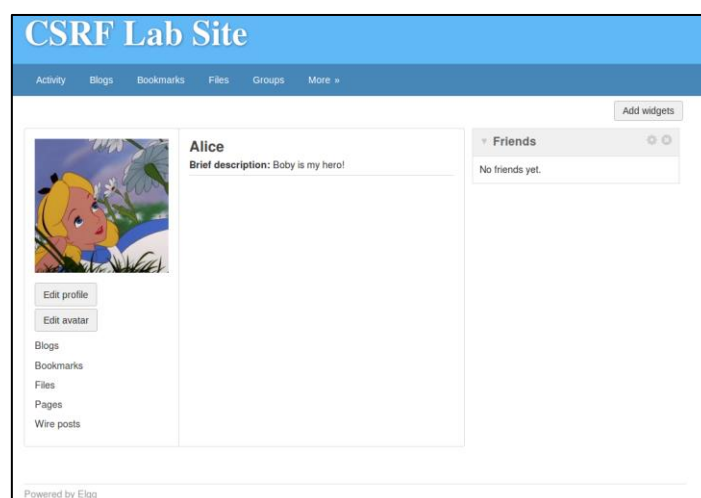 CSRF Lab Site
Activity Blogs Bookmarks Files Groups More »
Add widgets
Alice
Brief description: Boby is my hero!
Edit profile
Edit avatar
Blogs
Bookmarks
Files
Pages
Wire posts
Friends
No friends yet.
Powered by Elgg